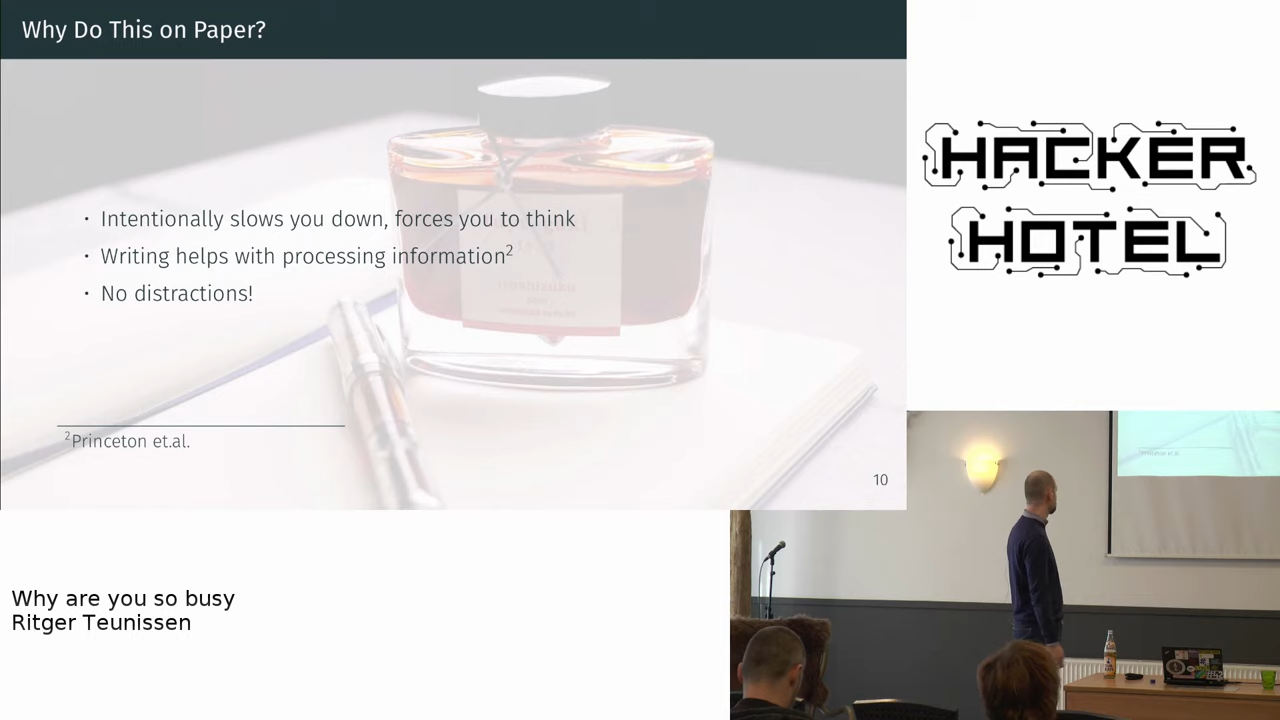 Why Do This on Paper?
• Intentionally slows you down, forces you to think
• Writing helps with processing information²
• No distractions!
²Princeton et.al.
10
HACKER
HOTEL
Why are you so busy
Ritger Teunissen